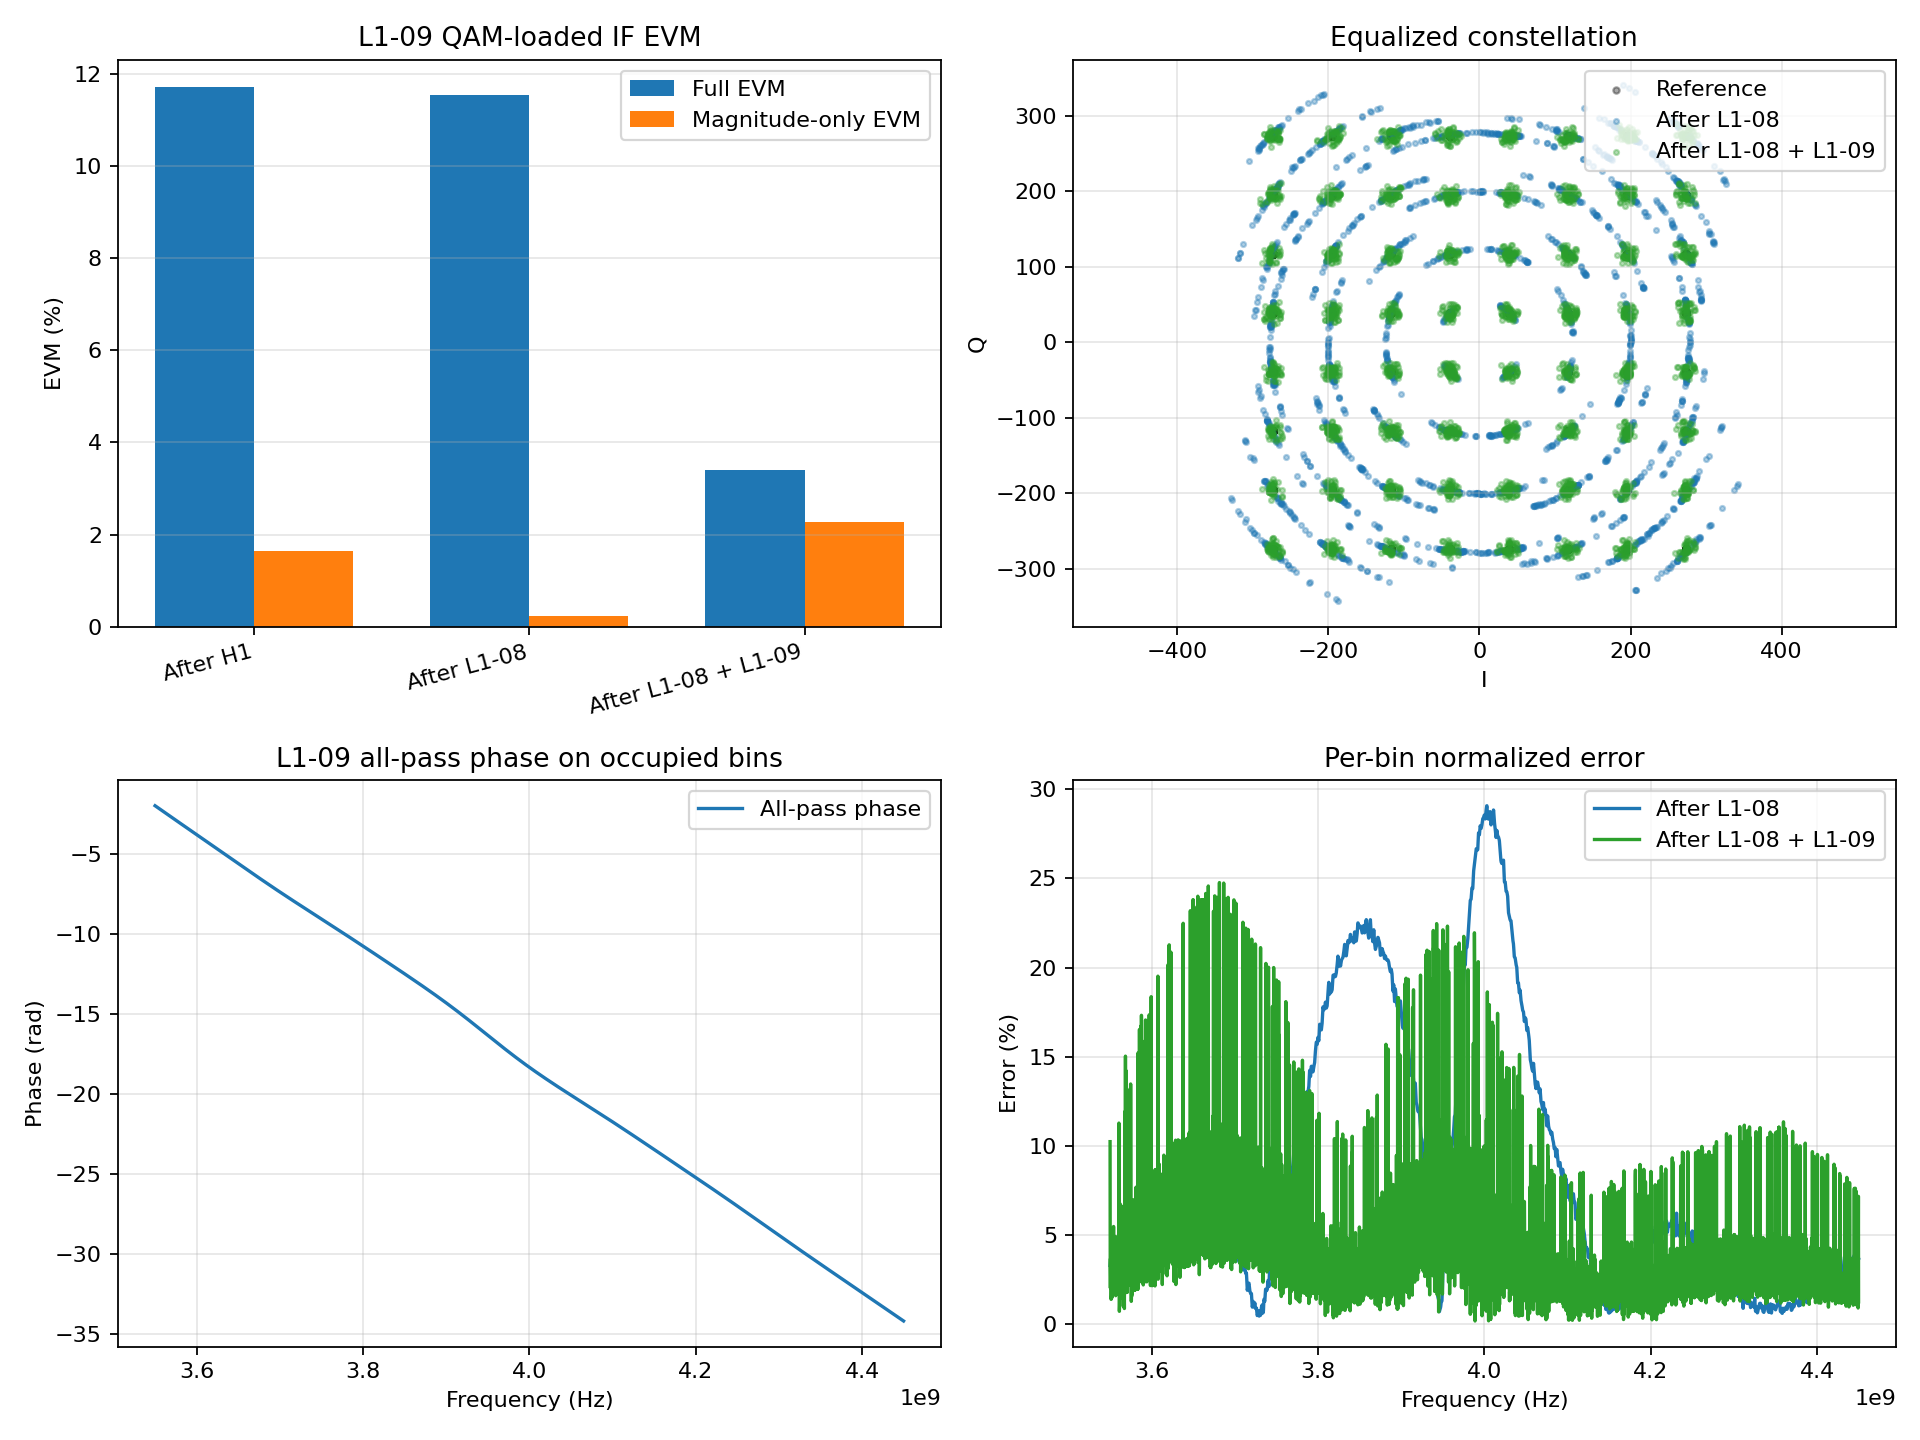 L1-09 QAM-loaded IF EVM
12
10
8
6
4
2
0
EVM (%)
Full EVM
Magnitude-only EVM
After H1
After L1-08
After L1-08 + L1-09
Equalized constellation
300
200
100
0
−100
−200
−300
Q
Reference
After L1-08
After L1-08 + L1-09
−400
−200
0
200
400
I
L1-09 all-pass phase on occupied bins
−5
−10
−15
−20
−25
−30
−35
Phase (rad)
All-pass phase
3.6
3.8
4.0
4.2
4.4
1e9
Frequency (Hz)
Per-bin normalized error
30
25
20
15
10
5
0
Error (%)
After L1-08
After L1-08 + L1-09
3.6
3.8
4.0
4.2
4.4
1e9
Frequency (Hz)